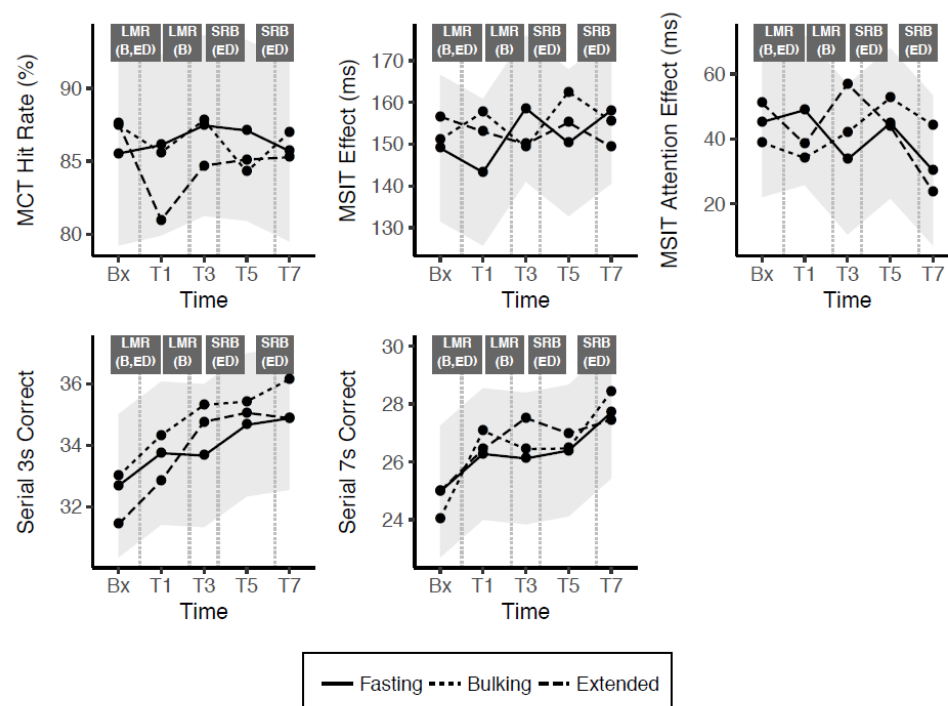 LMR LMR SRB SRB
(B,ED) (B) (ED) (ED)
MCT Hit Rate (%)
90
85
80
Bx T1 T3 T5 T7
Time
LMR LMR SRB SRB
(B,ED) (B) (ED) (ED)
MSIT Effect (ms)
170
160
150
140
130
Bx T1 T3 T5 T7
Time
LMR LMR SRB SRB
(B,ED) (B) (ED) (ED)
MSIT Attention Effect (ms)
60
40
20
Bx T1 T3 T5 T7
Time
LMR LMR SRB SRB
(B,ED) (B) (ED) (ED)
Serial 3s Correct
36
34
32
Bx T1 T3 T5 T7
Time
LMR LMR SRB SRB
(B,ED) (B) (ED) (ED)
Serial 7s Correct
30
28
26
24
Bx T1 T3 T5 T7
Time
Fasting Bulking Extended